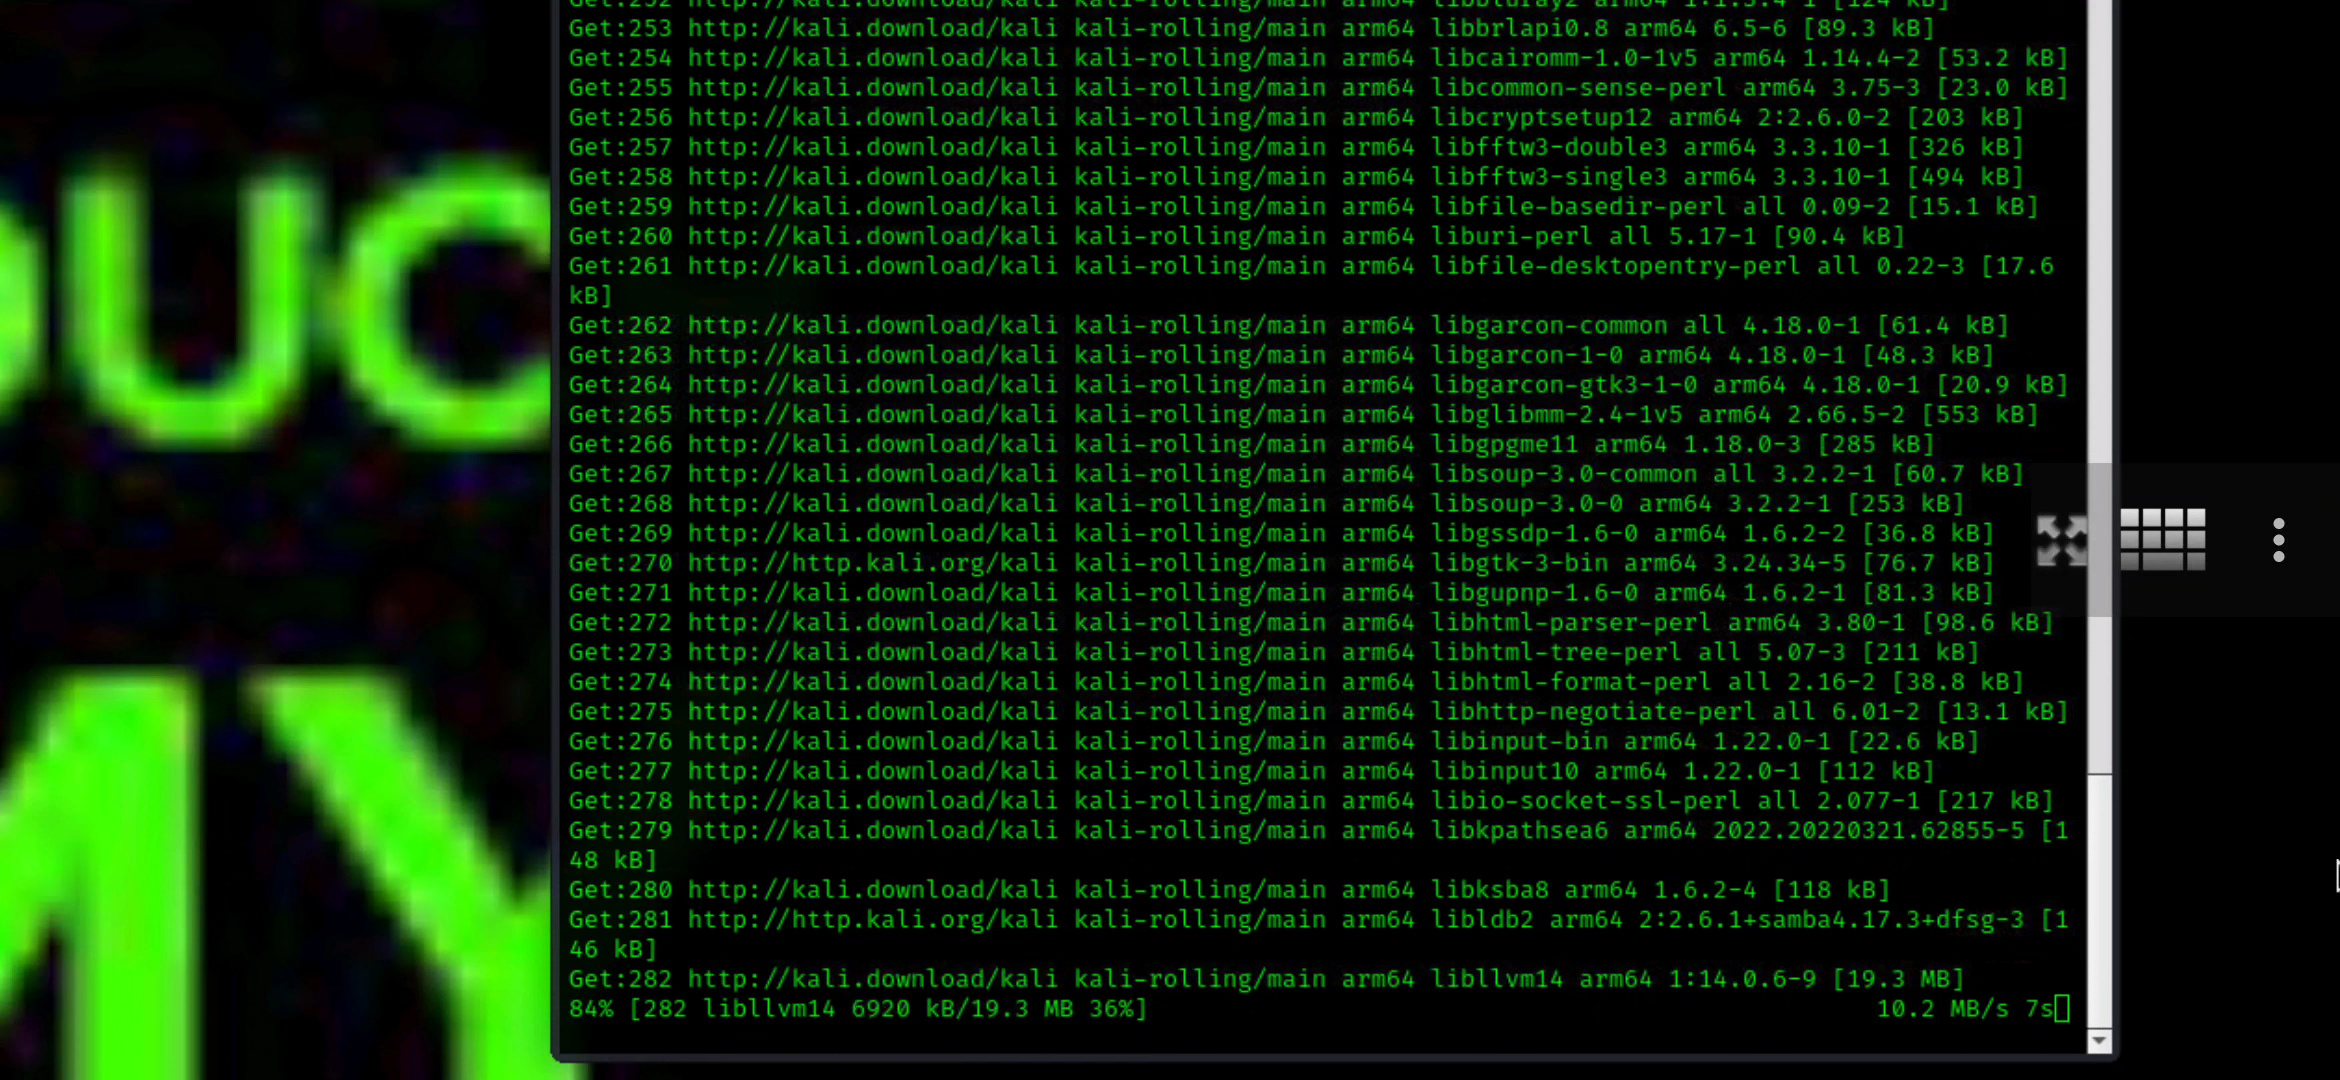 Get:252 http://kali.download/kali kali-rolling/main arm64 libbluray2 arm64 1:1.3.4-1 [124 kB]
Get:253 http://kali.download/kali kali-rolling/main arm64 libbrlapi0.8 arm64 6.5-6 [89.3 kB]
Get:254 http://kali.download/kali kali-rolling/main arm64 libcairomm-1.0-1v5 arm64 1.14.4-2 [53.2 kB]
Get:255 http://kali.download/kali kali-rolling/main arm64 libcommon-sense-perl arm64 3.75-3 [23.0 kB]
Get:256 http://kali.download/kali kali-rolling/main arm64 libcryptsetup12 arm64 2:2.6.0-2 [203 kB]
Get:257 http://kali.download/kali kali-rolling/main arm64 libfftw3-double3 arm64 3.3.10-1 [326 kB]
Get:258 http://kali.download/kali kali-rolling/main arm64 libfftw3-single3 arm64 3.3.10-1 [494 kB]
Get:259 http://kali.download/kali kali-rolling/main arm64 libfile-basedir-perl all 0.09-2 [15.1 kB]
Get:260 http://kali.download/kali kali-rolling/main arm64 liburi-perl all 5.17-1 [90.4 kB]
Get:261 http://kali.download/kali kali-rolling/main arm64 libfile-desktopentry-perl all 0.22-3 [17.6
kB]
Get:262 http://kali.download/kali kali-rolling/main arm64 libgarcon-common all 4.18.0-1 [61.4 kB]
Get:263 http://kali.download/kali kali-rolling/main arm64 libgarcon-1-0 arm64 4.18.0-1 [48.3 kB]
Get:264 http://kali.download/kali kali-rolling/main arm64 libgarcon-gtk3-1-0 arm64 4.18.0-1 [20.9 kB]
Get:265 http://kali.download/kali kali-rolling/main arm64 libglibmm-2.4-1v5 arm64 2.66.5-2 [553 kB]
Get:266 http://kali.download/kali kali-rolling/main arm64 libgpgme11 arm64 1.18.0-3 [285 kB]
Get:267 http://kali.download/kali kali-rolling/main arm64 libsoup-3.0-common all 3.2.2-1 [60.7 kB]
Get:268 http://kali.download/kali kali-rolling/main arm64 libsoup-3.0-0 arm64 3.2.2-1 [253 kB]
Get:269 http://kali.download/kali kali-rolling/main arm64 libgssdp-1.6-0 arm64 1.6.2-2 [36.8 kB]
Get:270 http://http.kali.org/kali kali-rolling/main arm64 libgtk-3-bin arm64 3.24.34-5 [76.7 kB]
Get:271 http://kali.download/kali kali-rolling/main arm64 libgupnp-1.6-0 arm64 1.6.2-1 [81.3 kB]
Get:272 http://kali.download/kali kali-rolling/main arm64 libhtml-parser-perl arm64 3.80-1 [98.6 kB]
Get:273 http://kali.download/kali kali-rolling/main arm64 libhtml-tree-perl all 5.07-3 [211 kB]
Get:274 http://kali.download/kali kali-rolling/main arm64 libhtml-format-perl all 2.16-2 [38.8 kB]
Get:275 http://kali.download/kali kali-rolling/main arm64 libhttp-negotiate-perl all 6.01-2 [13.1 kB]
Get:276 http://kali.download/kali kali-rolling/main arm64 libinput-bin arm64 1.22.0-1 [22.6 kB]
Get:277 http://kali.download/kali kali-rolling/main arm64 libinput10 arm64 1.22.0-1 [112 kB]
Get:278 http://kali.download/kali kali-rolling/main arm64 libio-socket-ssl-perl all 2.077-1 [217 kB]
Get:279 http://kali.download/kali kali-rolling/main arm64 libkpathsea6 arm64 2022.20220321.62855-5 [1
48 kB]
Get:280 http://kali.download/kali kali-rolling/main arm64 libksba8 arm64 1.6.2-4 [118 kB]
Get:281 http://http.kali.org/kali kali-rolling/main arm64 libldb2 arm64 2:2.6.1+samba4.17.3+dfsg-3 [1
46 kB]
Get:282 http://kali.download/kali kali-rolling/main arm64 libllvm14 arm64 1:14.0.6-9 [19.3 MB]
84% [282 libllvm14 6920 kB/19.3 MB 36%] 10.2 MB/s 7s